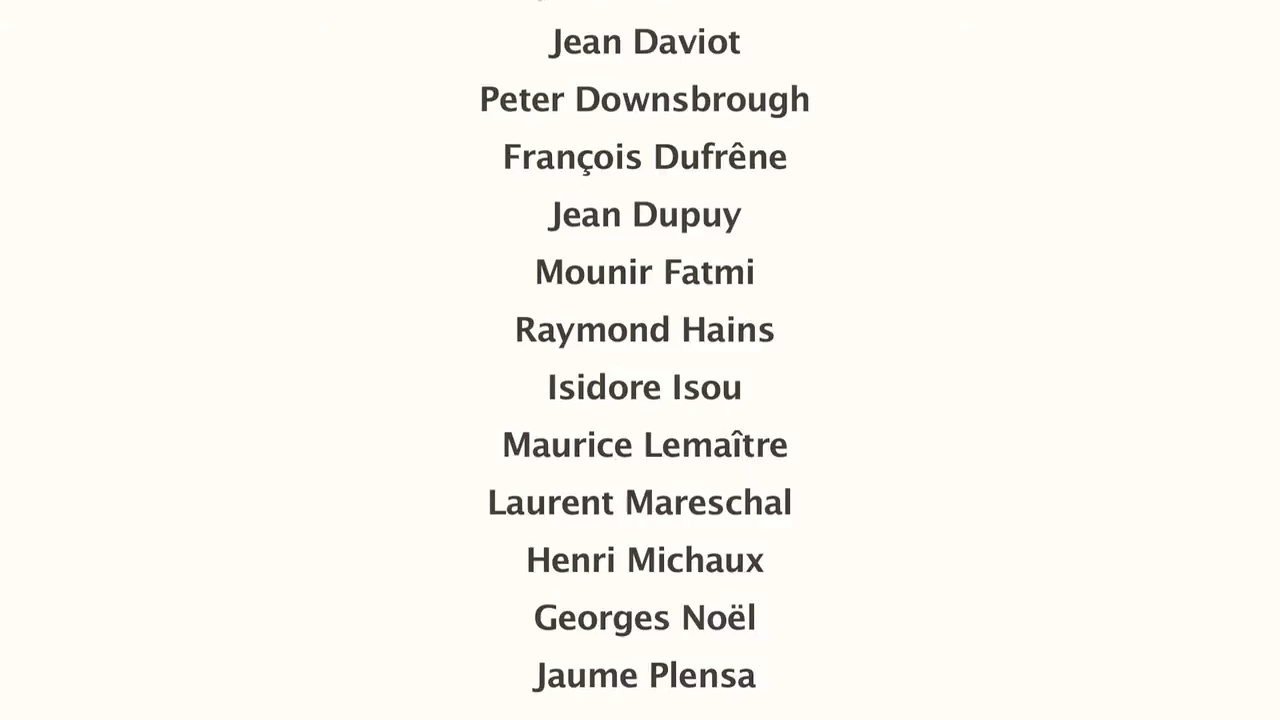 Jean Daviot
Peter Downsbrough
François Dufrêne
Jean Dupuy
Mounir Fatmi
Raymond Hains
Isidore Isou
Maurice Lemaître
Laurent Mareschal
Henri Michaux
Georges Noël
Jaume Plensa